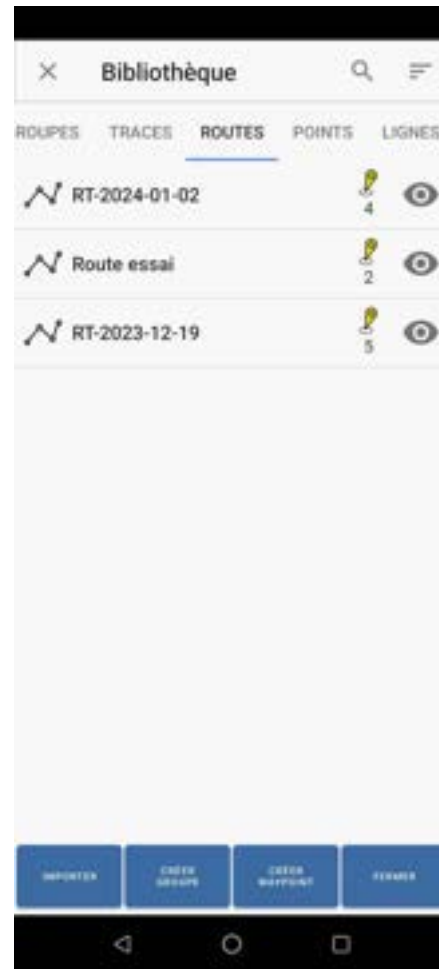 Bibliothèque
ROUPES TRACES ROUTES POINTS LIGNES
RT-2024-01-02
4
Route essai
2
RT-2023-12-19
5
IMPORTER
CRÉER
GROUPE
CRÉER
WAYPOINT
FERMER